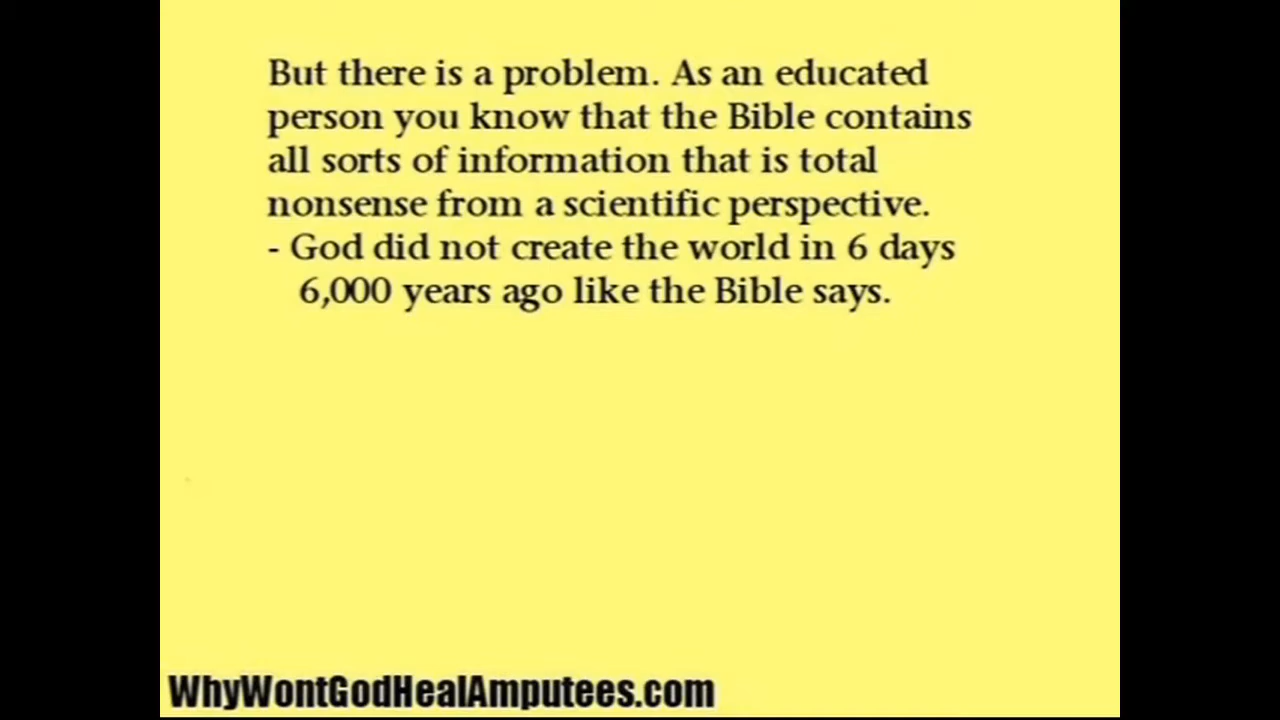 But there is a problem. As an educated
person you know that the Bible contains
all sorts of information that is total
nonsense from a scientific perspective.
- God did not create the world in 6 days
6,000 years ago like the Bible says.
WhyWontGodHealAmputees.com